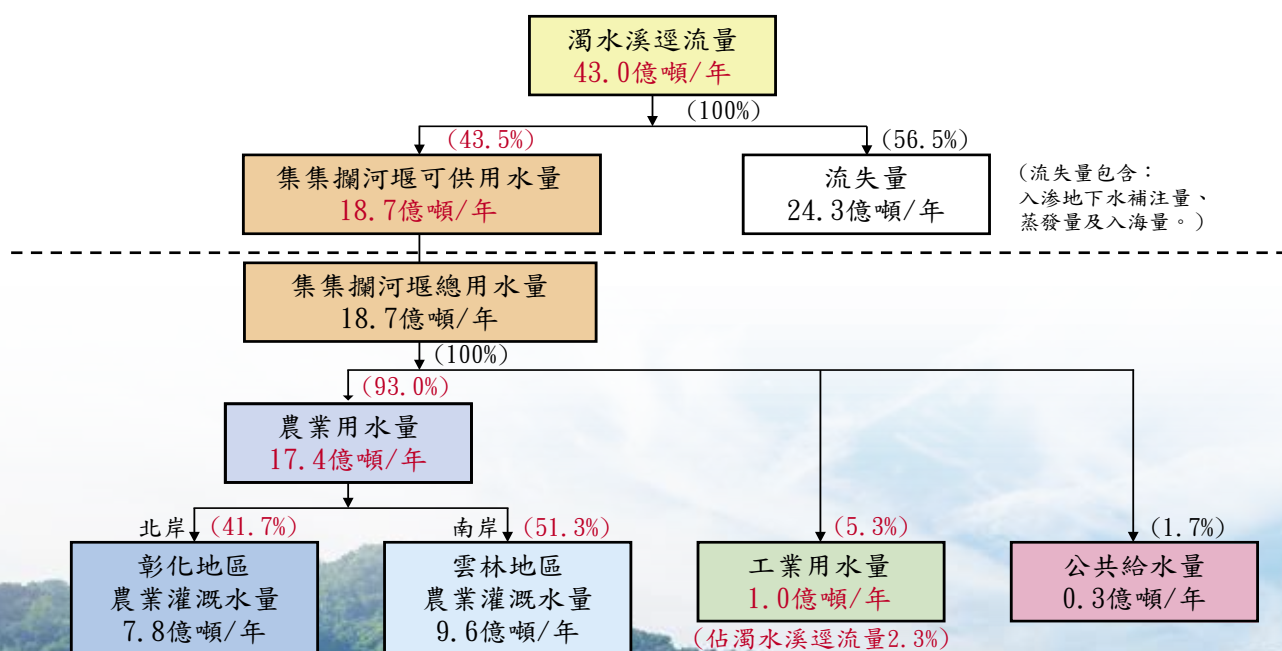 濁水溪逕流量
43.0億噸/年
(100%)
(43.5%)
(56.5%)
集集攔河堰可供用水量
18.7億噸/年
流失量
24.3億噸/年
(流失量包含：
入滲地下水補注量、
蒸發量及入海量。)
集集攔河堰總用水量
18.7億噸/年
(100%)
(93.0%)
農業用水量
17.4億噸/年
北岸 (41.7%)
南岸 (51.3%)
(5.3%)
(1.7%)
彰化地區
農業灌溉水量
7.8億噸/年
雲林地區
農業灌溉水量
9.6億噸/年
工業用水量
1.0億噸/年
(佔濁水溪逕流量2.3%)
公共給水量
0.3億噸/年